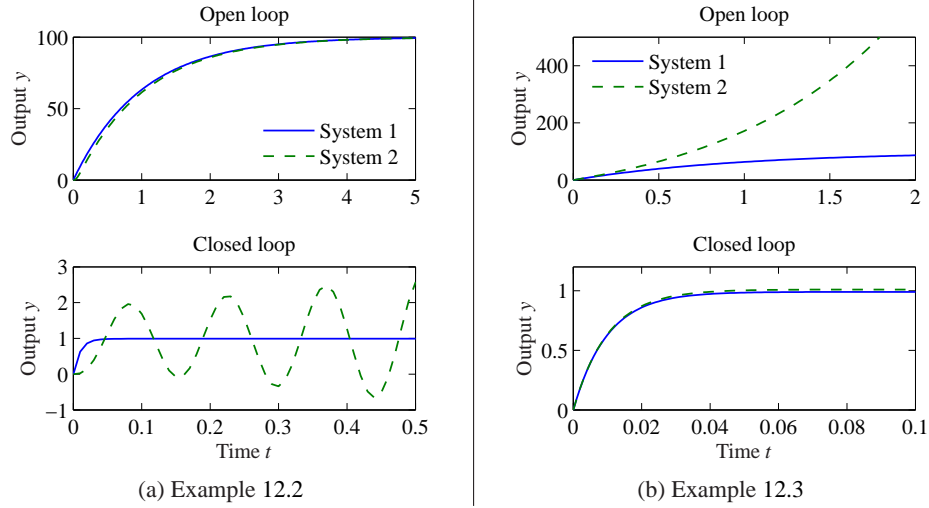 Open loop
100
50
0
Output y
0 1 2 3 4 5
System 1
System 2
Closed loop
3
2
1
0
−1
Output y
0 0.1 0.2 0.3 0.4 0.5
Time t
(a) Example 12.2
Open loop
400
200
0
Output y
0 0.5 1 1.5 2
System 1
System 2
Closed loop
1
0.5
0
Output y
0 0.02 0.04 0.06 0.08 0.1
Time t
(b) Example 12.3